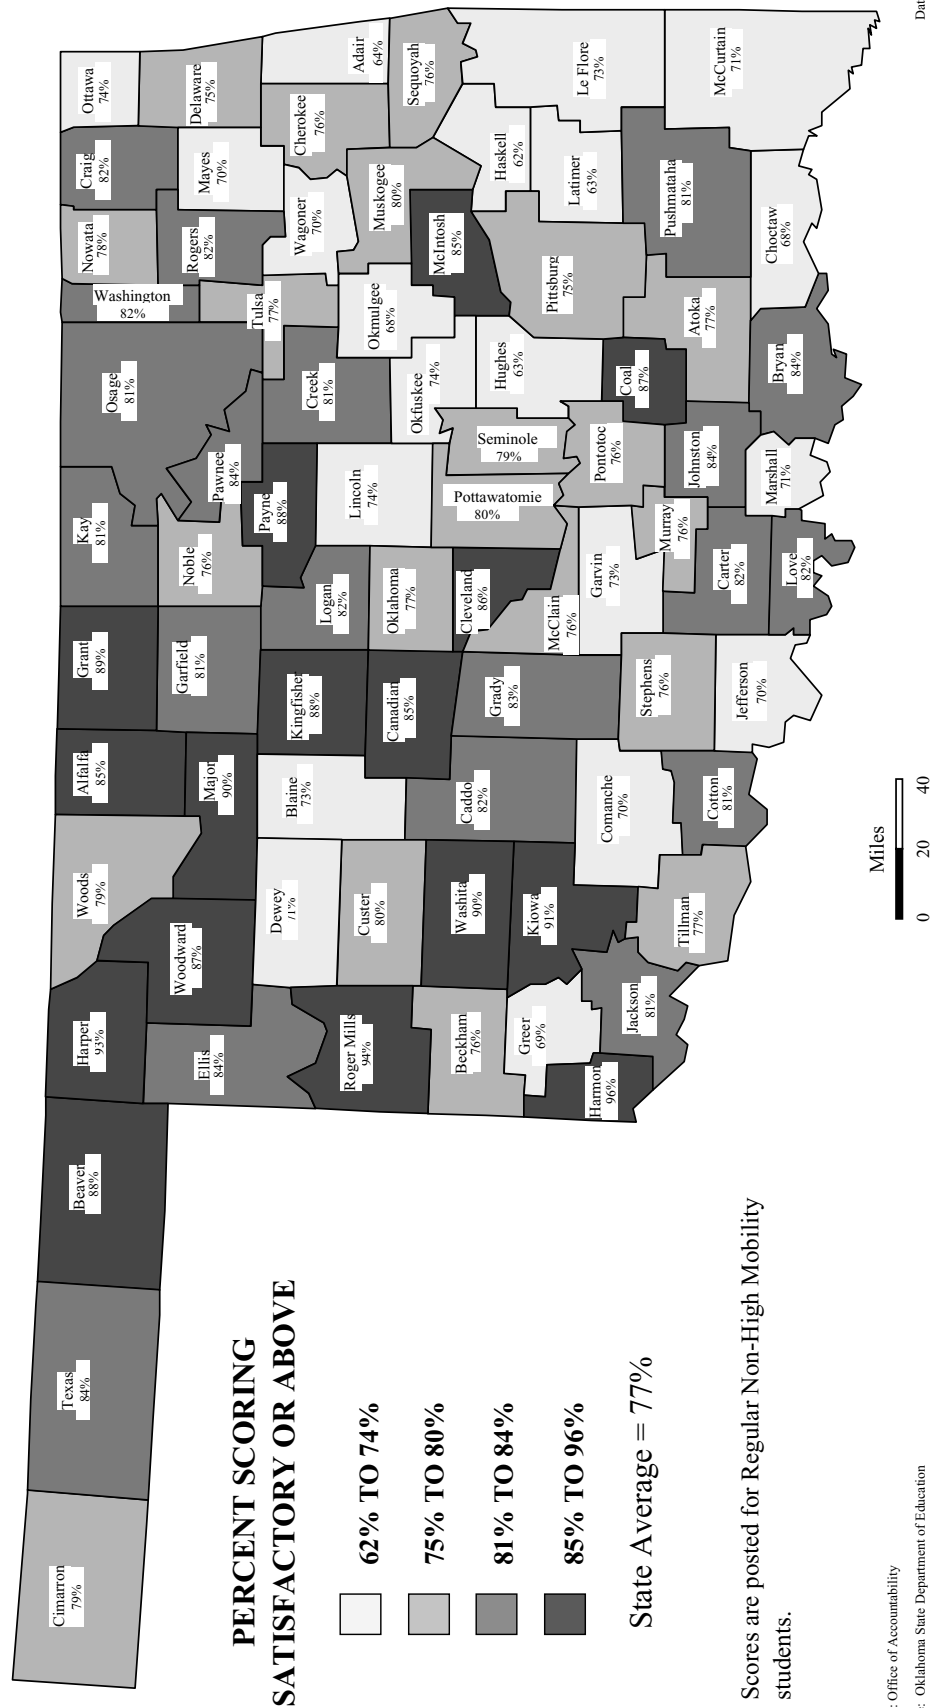 Cimarron
79%
Texas
84%
Beaver
88%
Harper
93%
Woods
79%
Alfalfa
85%
Grant
89%
Kay
81%
Osage
81%
Washington
82%
Nowata
78%
Craig
82%
Ottawa
74%
Ellis
84%
Woodward
87%
Major
90%
Garfield
81%
Noble
76%
Pawnee
84%
Rogers
82%
Mayes
70%
Delaware
75%
Payne
88%
Tulsa
77%
Dewey
71%
Blaine
73%
Kingfisher
88%
Logan
82%
Creek
81%
Wagoner
70%
Cherokee
76%
Adair
64%
Roger Mills
94%
Custer
80%
Canadian
85%
Oklahoma
77%
Lincoln
74%
Okmulgee
68%
Muskogee
80%
Sequoyah
76%
Okfuskee
74%
McIntosh
85%
Beckham
76%
Washita
90%
Caddo
82%
Grady
83%
Cleveland
86%
Pottawatomie
80%
Seminole
79%
Hughes
63%
Haskell
62%
Greer
69%
Kiowa
91%
McClain
76%
Pittsburg
75%
Latimer
63%
Le Flore
73%
Harmon
96%
Jackson
81%
Comanche
70%
Garvin
73%
Pontotoc
76%
Coal
87%
Tillman
77%
Stephens
76%
Murray
76%
Johnston
84%
Atoka
77%
Pushmataha
81%
McCurtain
71%
Cotton
81%
Jefferson
70%
Carter
82%
Love
82%
Marshall
71%
Bryan
84%
Choctaw
68%
PERCENT SCORING
SATISFACTORY OR ABOVE
62% TO 74%
75% TO 80%
81% TO 84%
85% TO 96%
State Average = 77%
Scores are posted for Regular Non-High Mobility
students.
Miles
0 20 40
: Office of Accountability
: Oklahoma State Department of Education
Dat